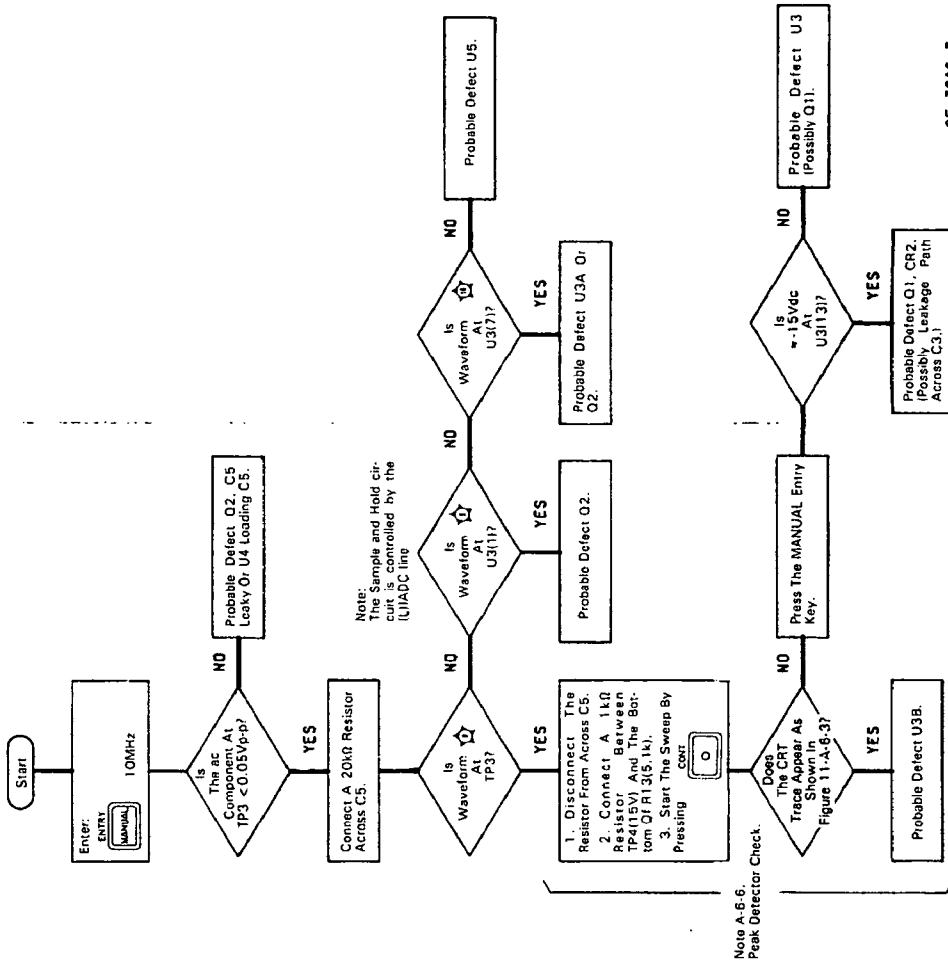 Start
Enter:
ENTRY
MANUAL
10MHz
Is
The ac
Component At
TP3 < 0.05Vp-p?
NO
Probable Defect Q2, C5
Leaky Or U4 Loading C5.
YES
Connect A 20kΩ Resistor
Across C5.
Note:
The Sample and Hold cir-
cuit is controlled by the
(L)IADC line
Is
Waveform
At
TP3?
NO
Is
Waveform
At
U3(1)?
NO
Is
Waveform
At
U3(7)?
NO
Probable Defect U5.
YES
Probable Defect Q2.
YES
Probable Defect U3A Or
Q2.
YES
1. Disconnect The
Resistor From Across C5.
2. Connect A 1kΩ
Resistor Between
TP4(15V) And The Bot-
tom Of R13(5.1k).
3. Start The Sweep By
Pressing
CONT
Note A-6-6.
Peak Detector Check.
Does
The CRT
Trace Appear As
Shown In
Figure 11-A-6-3?
NO
Press The MANUAL Entry
Key.
Is
≈-15Vdc
At
U3(13)?
NO
Probable Defect U3
(Possibly Q1).
YES
Probable Defect U3B.
YES
Probable Defect Q1, CR2.
(Possibly Leakage Path
Across C3.)